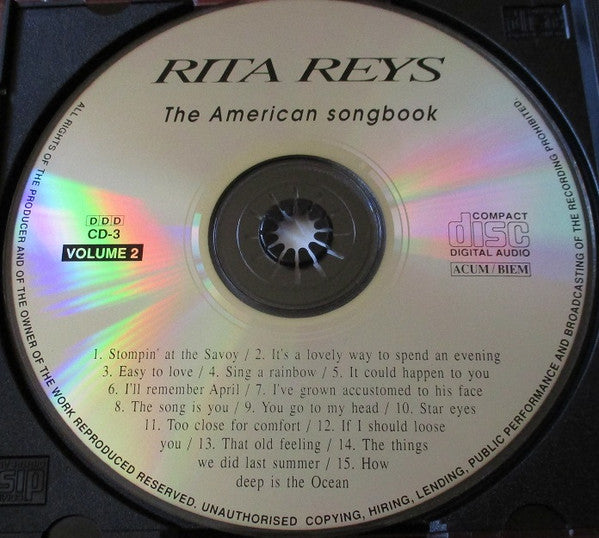 RITA REYS
The American songbook
DDD
CD-3
VOLUME 2
COMPACT
disc
DIGITAL AUDIO
ACUM/BIEM
1. Stompin' at the Savoy / 2. It's a lovely way to spend an evening
3. Easy to love / 4. Sing a rainbow / 5. It could happen to you
6. I'll remember April / 7. I've grown accustomed to his face
8. The song is you / 9. You go to my head / 10. Star eyes
11. Too close for comfort / 12. If I should loose
you / 13. That old feeling / 14. The things
we did last summer / 15. How
deep is the Ocean
ALL RIGHTS OF THE PRODUCER AND OF THE OWNER OF THE WORK REPRODUCED RESERVED. UNAUTHORISED COPYING, HIRING, LENDING, PUBLIC PERFORMANCE AND BROADCASTING OF THE RECORDING PROHIBITED.